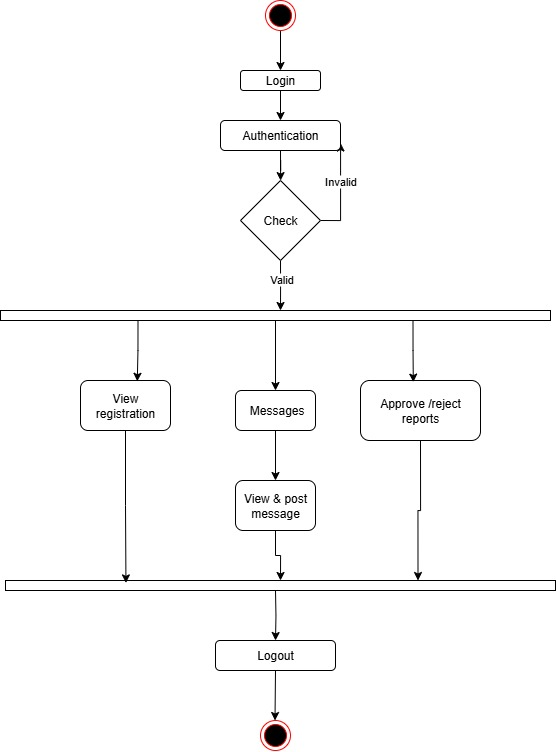 Login
Authentication
Invalid
Check
Valid
View
registration
Messages
Approve /reject
reports
View & post
message
Logout